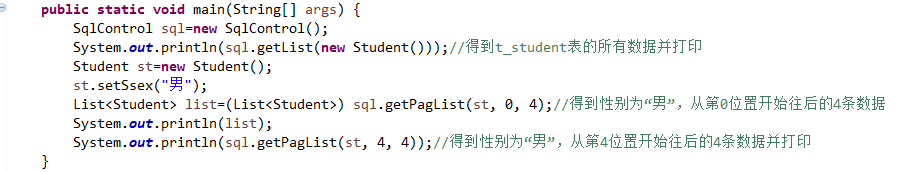 public static void main(String[] args) {
SqlControl sql=new SqlControl();
System.out.println(sql.getList(new Student()));//得到t_student表的所有数据并打印
Student st=new Student();
st.setSsex("男");
List<Student> list=(List<Student>) sql.getPagList(st, 0, 4);//得到性别为“男”，从第0位置开始往后的4条数据
System.out.println(list);
System.out.println(sql.getPagList(st, 4, 4));//得到性别为“男”，从第4位置开始往后的4条数据并打印
}